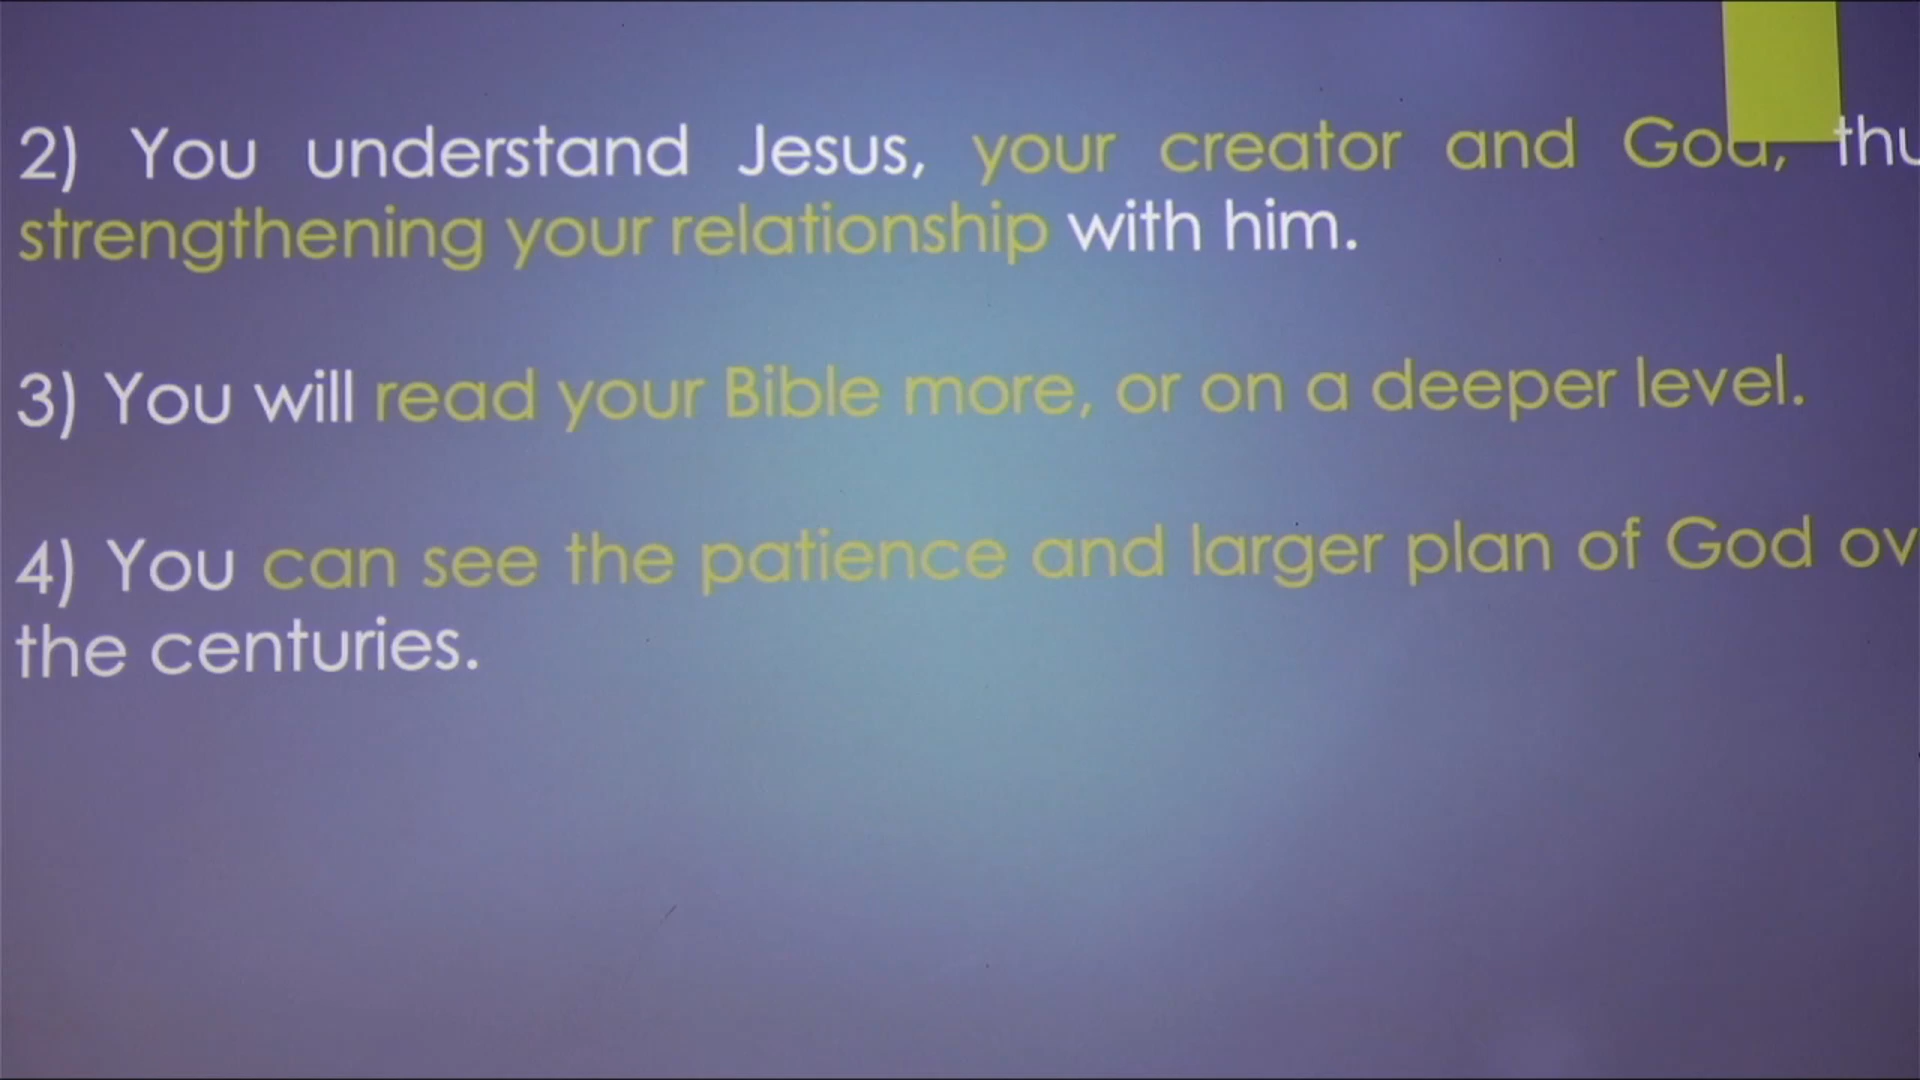 2) You understand Jesus, your creator and God, thu
strengthening your relationship with him.
3) You will read your Bible more, or on a deeper level.
4) You can see the patience and larger plan of God ov
the centuries.